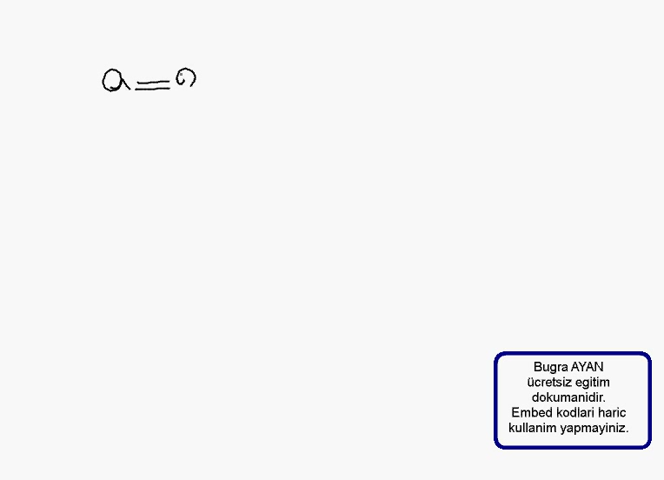 a =
Bugra AYAN
ücretsiz egitim
dokumanidir.
Embed kodlari haric
kullanim yapmayiniz.